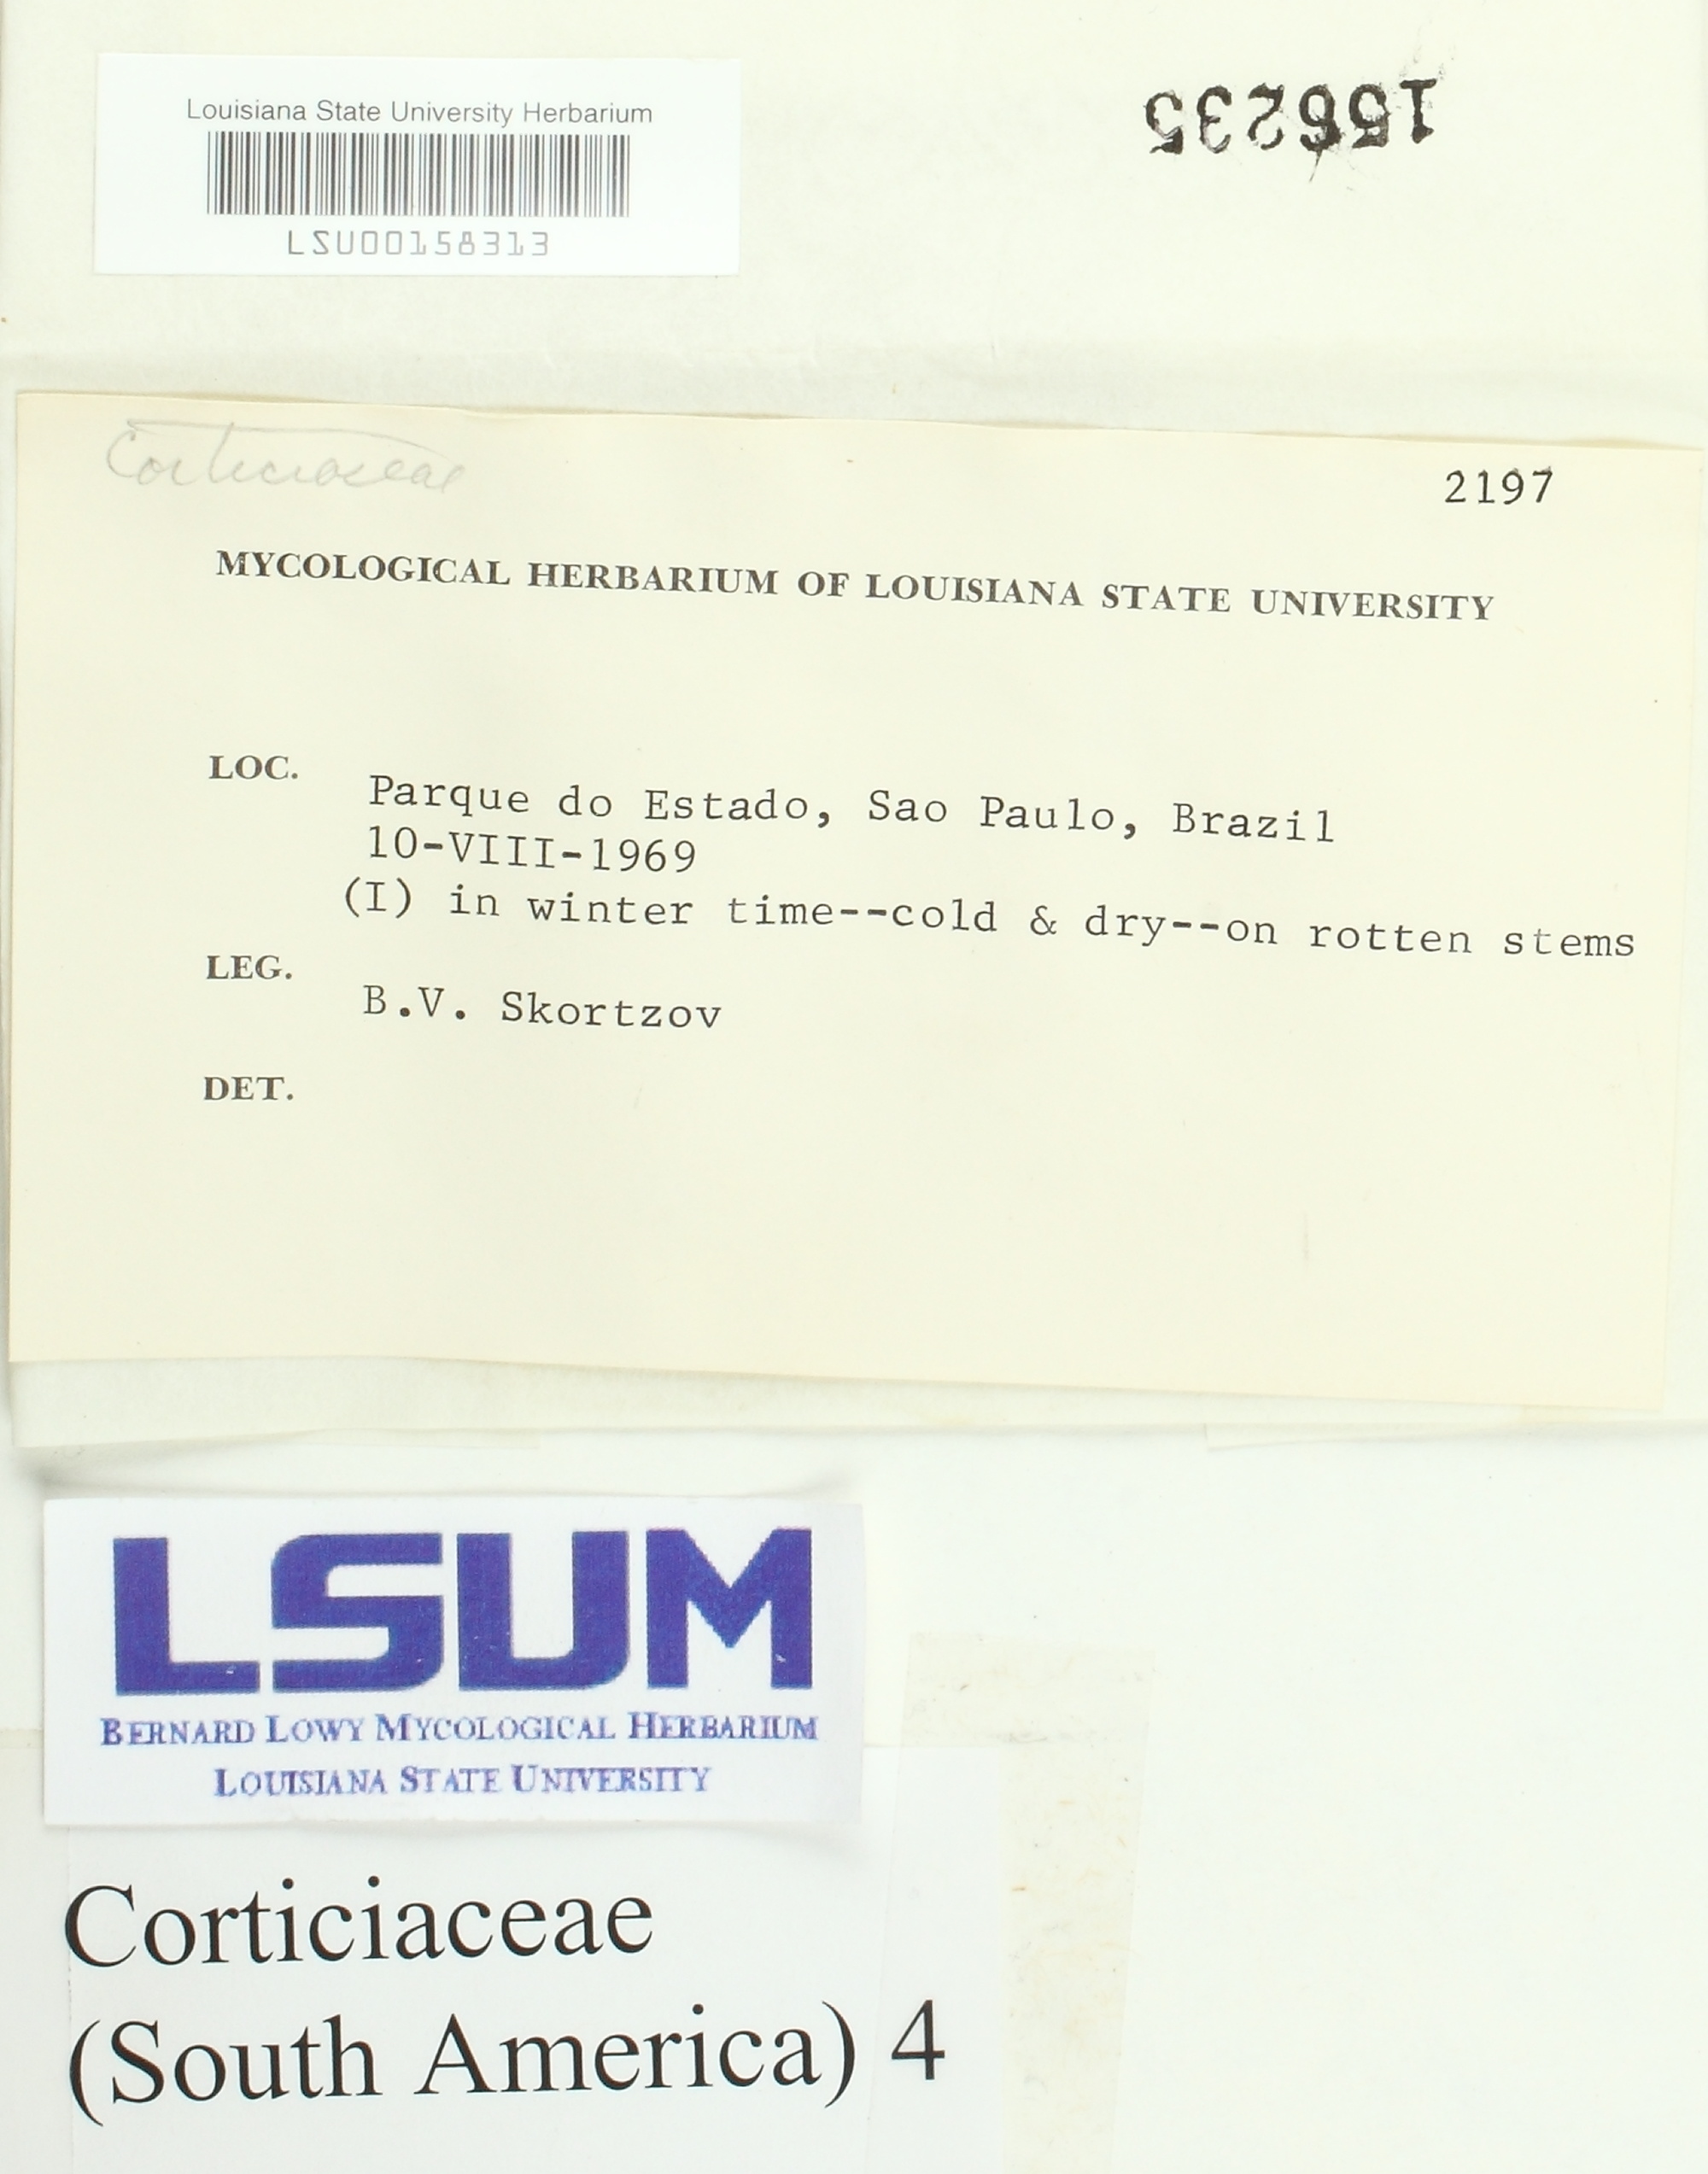 Louisiana State University Herbarium
LSU00158313
156235
Corticiaceae
2197
MYCOLOGICAL HERBARIUM OF LOUISIANA STATE UNIVERSITY
LOC.
Parque do Estado, Sao Paulo, Brazil
10-VIII-1969
(I) in winter time--cold & dry--on rotten stems
LEG.
B.V. Skortzov
DET.
LSUM
BERNARD LOWY MYCOLOGICAL HERBARIUM
LOUISIANA STATE UNIVERSITY
Corticiaceae
(South America) 4